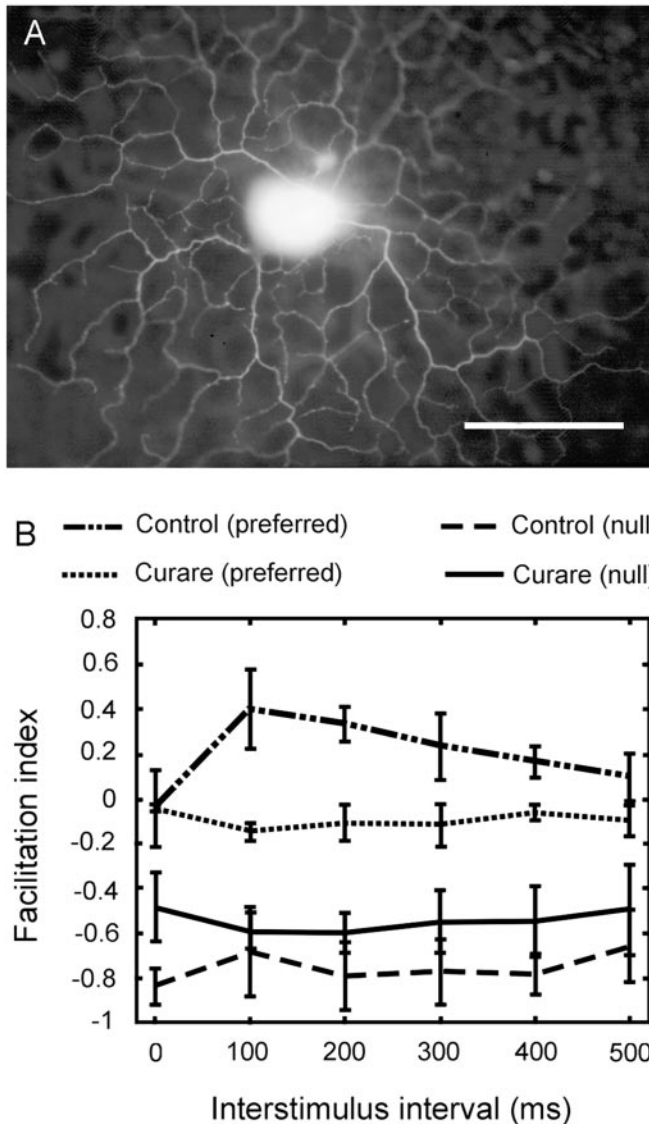 A
B
Control (preferred) Control (null
Curare (preferred) Curare (null)
0.8
0.6
0.4
0.2
0
-0.2
-0.4
-0.6
-0.8
-1
Facilitation index
0 100 200 300 400 500
Interstimulus interval (ms)